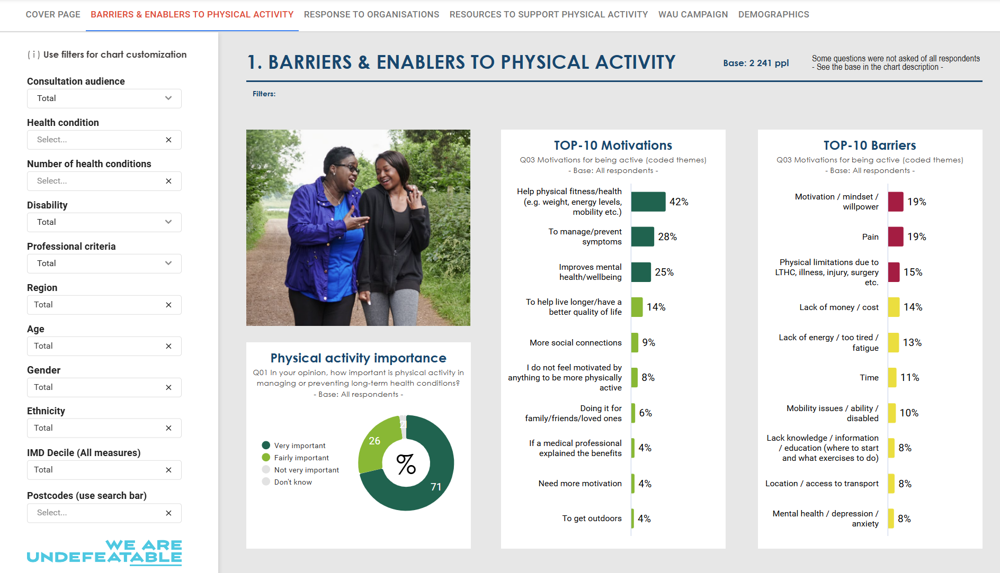 COVER PAGE BARRIERS & ENABLERS TO PHYSICAL ACTIVITY RESPONSE TO ORGANISATIONS RESOURCES TO SUPPORT PHYSICAL ACTIVITY WAU CAMPAIGN DEMOGRAPHICS
( i ) Use filters for chart customization
Consultation audience
Total
Health condition
Select...
Number of health conditions
Select...
Disability
Total
Professional criteria
Total
Region
Total
Age
Total
Gender
Total
Ethnicity
Total
IMD Decile (All measures)
Total
Postcodes (use search bar)
Select...
WE ARE
UNDEFEATABLE
1. BARRIERS & ENABLERS TO PHYSICAL ACTIVITY
Base: 2 241 ppl
Some questions were not asked of all respondents
- See the base in the chart description -
Filters:
Physical activity importance
Q01 In your opinion, how important is physical activity in
managing or preventing long-term health conditions?
- Base: All respondents -
Very important
Fairly important
Not very important
Don't know
2
26
%
71
TOP-10 Motivations
Q03 Motivations for being active (coded themes)
- Base: All respondents -
Help physical fitness/health
(e.g. weight, energy levels,
mobility etc.)
42%
To manage/prevent
symptoms
28%
Improves mental
health/wellbeing
25%
To help live longer/have a
better quality of life
14%
More social connections
9%
I do not feel motivated by
anything to be more physically
active
8%
Doing it for
family/friends/loved ones
6%
If a medical professional
explained the benefits
4%
Need more motivation
4%
To get outdoors
4%
TOP-10 Barriers
Q03 Motivations for being active (coded themes)
- Base: All respondents -
Motivation / mindset /
willpower
19%
Pain
19%
Physical limitations due to
LTHC, illness, injury, surgery
etc.
15%
Lack of money / cost
14%
Lack of energy / too tired /
fatigue
13%
Time
11%
Mobility issues / ability /
disabled
10%
Lack knowledge / information
/ education (where to start
and what exercises to do)
8%
Location / access to transport
8%
Mental health / depression /
anxiety
8%